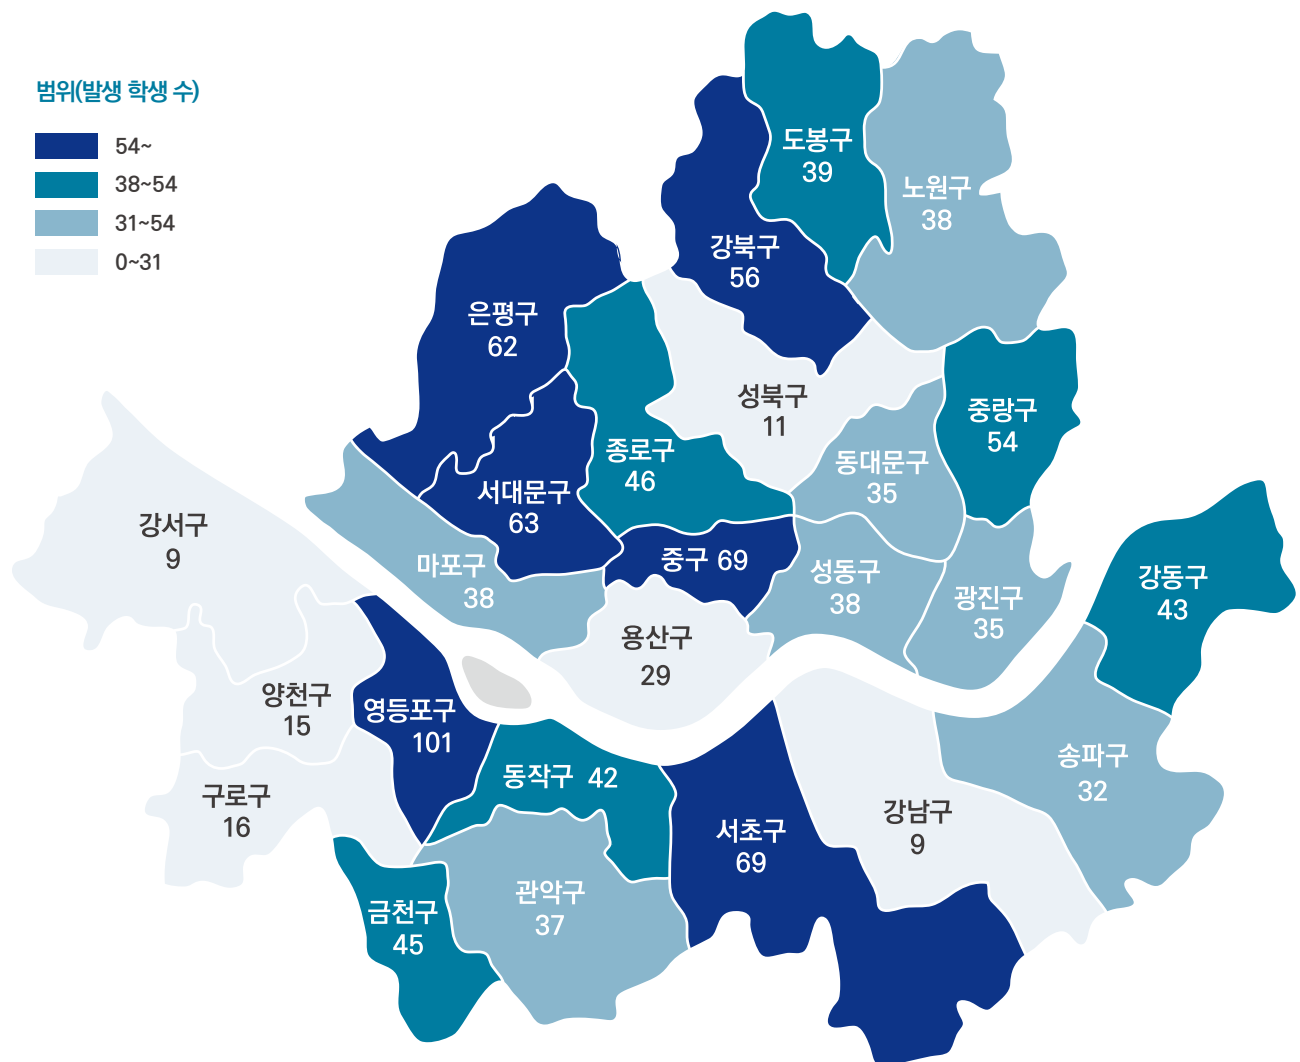 범위(발생 학생 수)
54~
38~54
31~54
0~31
도봉구
39
노원구
38
강북구
56
은평구
62
성북구
11
중랑구
54
종로구
46
동대문구
35
서대문구
63
강서구
9
마포구
38
중구 69
성동구
38
광진구
35
강동구
43
용산구
29
양천구
15
영등포구
101
동작구 42
송파구
32
구로구
16
서초구
69
강남구
9
관악구
37
금천구
45